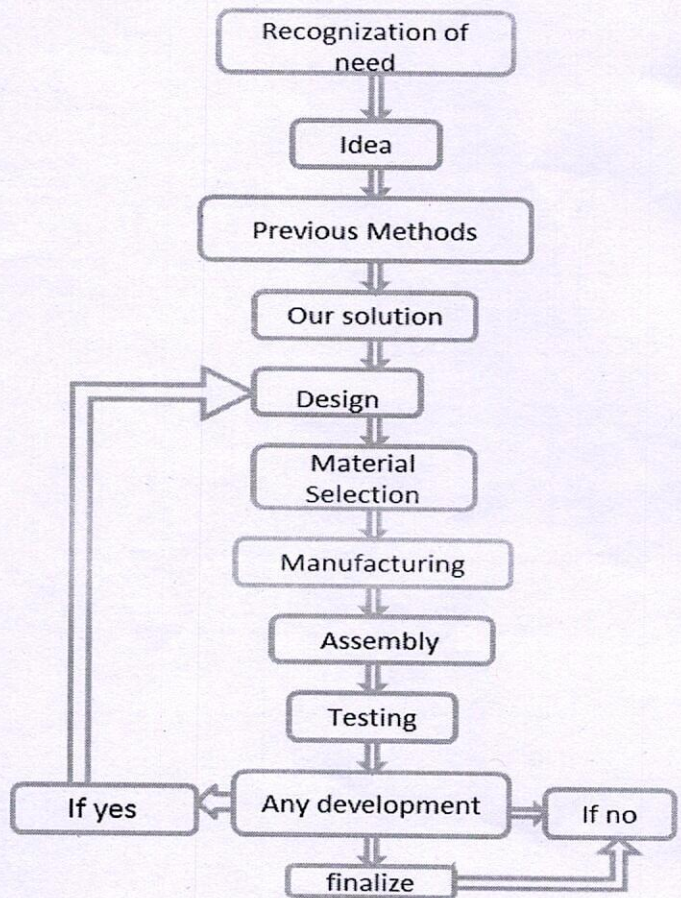 Recognization of
need
Idea
Previous Methods
Our solution
Design
Material
Selection
Manufacturing
Assembly
Testing
If yes
Any development
If no
finalize